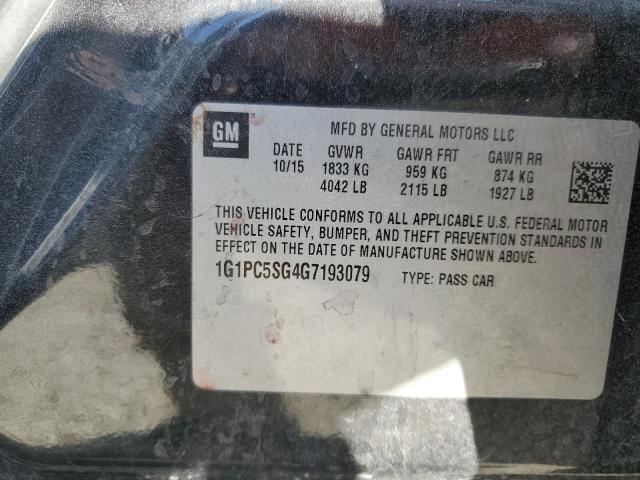 GM
MFD BY GENERAL MOTORS LLC
DATE GVWR GAWR FRT GAWR RR
10/15 1833 KG 959 KG 874 KG
4042 LB 2115 LB 1927 LB
THIS VEHICLE CONFORMS TO ALL APPLICABLE U.S. FEDERAL MOTOR
VEHICLE SAFETY, BUMPER, AND THEFT PREVENTION STANDARDS IN
EFFECT ON THE DATE OF MANUFACTURE SHOWN ABOVE.
1G1PC5SG4G7193079 TYPE: PASS CAR